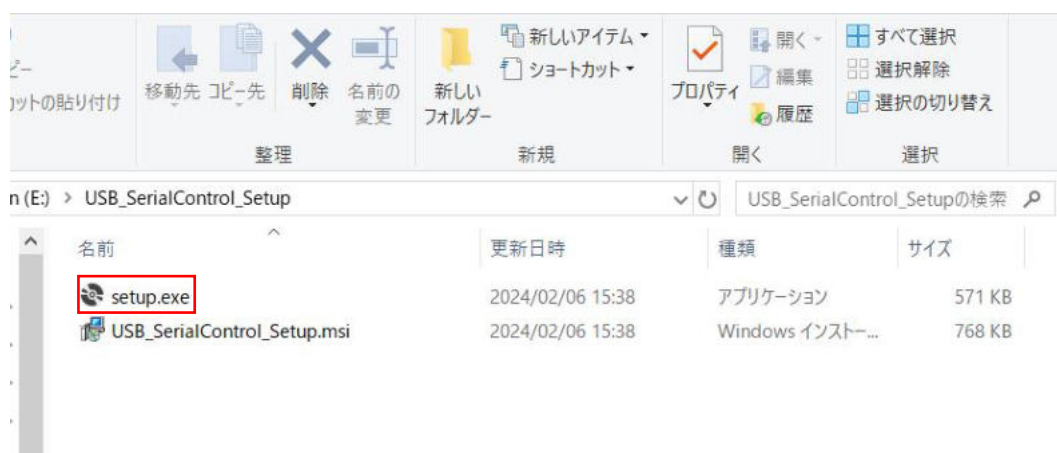 移動先 コピー先 削除 名前の
変更
新しい
フォルダー
新しいアイテム
ショートカット
プロパティ
開く
編集
履歴
すべて選択
選択解除
選択の切り替え
ットの貼り付け
整理 新規 開く 選択
(E:) > USB_SerialControl_Setup
USB_SerialControl_Setupの検索
名前 更新日時 種類 サイズ
setup.exe 2024/02/06 15:38 アプリケーション 571 KB
USB_SerialControl_Setup.msi 2024/02/06 15:38 Windows インストー... 768 KB